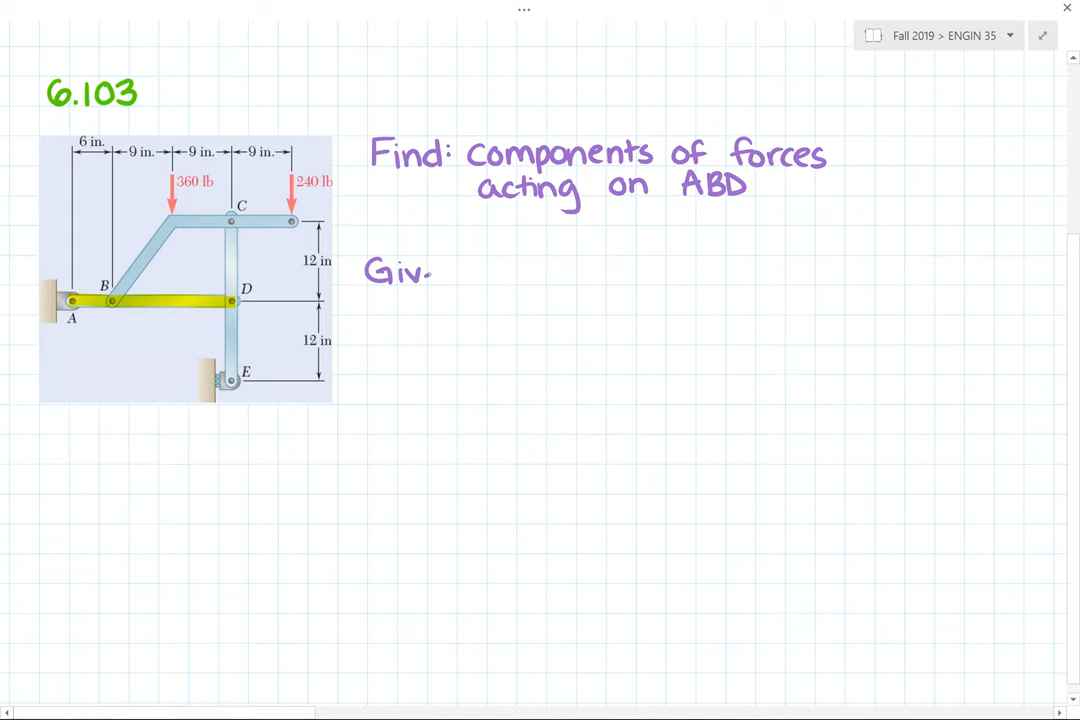 ...
Fall 2019 > ENGIN 35
6.103
Find: components of forces
acting on ABD
Giv
6 in.
9 in.
9 in.
9 in.
360 lb
240 lb
C
12 in
B
D
A
12 in
E